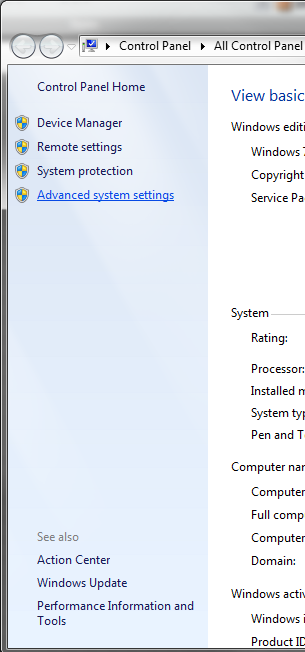 Control Panel All Control Panel
Control Panel Home
Device Manager
Remote settings
System protection
Advanced system settings
See also
Action Center
Windows Update
Performance Information and
Tools
View basic
Windows editi
Windows 7
Copyright
Service Pa
System
Rating:
Processor:
Installed m
System typ
Pen and T
Computer nam
Computer
Full comp
Computer
Domain:
Windows activ
Windows i
Product ID